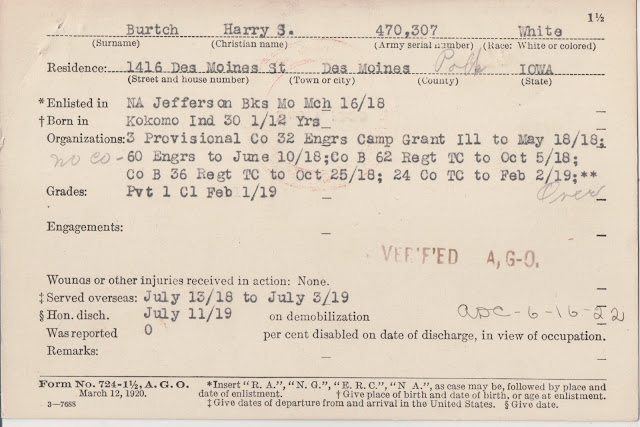 1½
Burtch Harry S. 470,307 White
(Surname) (Christian name) (Army serial number) (Race: White or colored)
Residence: 1416 Des Moines St Des Moines Polk IOWA
(Street and house number) (Town or city) (County) (State)
*Enlisted in NA Jefferson Bks Mo Mch 16/18
†Born in Kokomo Ind 30 1/12 Yrs
Organizations: 3 Provisional Co 32 Engrs Camp Grant Ill to May 18/18;
no co - 60 Engrs to June 10/18; Co B 62 Regt TC to Oct 5/18;
Co B 36 Regt TC to Oct 25/18; 24 Co TC to Feb 2/19;**
Grades: Pvt 1 Cl Feb 1/19 Over
Engagements:
VERIFIED A.G.O.
Wounds or other injuries received in action: None.
‡Served overseas: July 13/18 to July 3/19
§Hon. disch. July 11/19 on demobilization adc-6-16-22
Was reported 0 per cent disabled on date of discharge, in view of occupation.
Remarks:
Form No. 724-1½, A. G. O. *Insert "R. A.", "N. G.", "E. R. C.", "N A.", as case may be, followed by place and
March 12, 1920. date of enlistment. †Give place of birth and date of birth, or age at enlistment.
3—7688 ‡Give dates of departure from and arrival in the United States. §Give date.